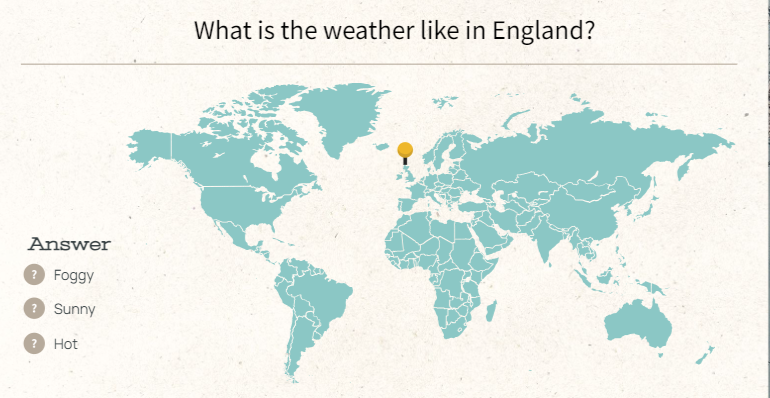 What is the weather like in England?
Answer
? Foggy
? Sunny
? Hot